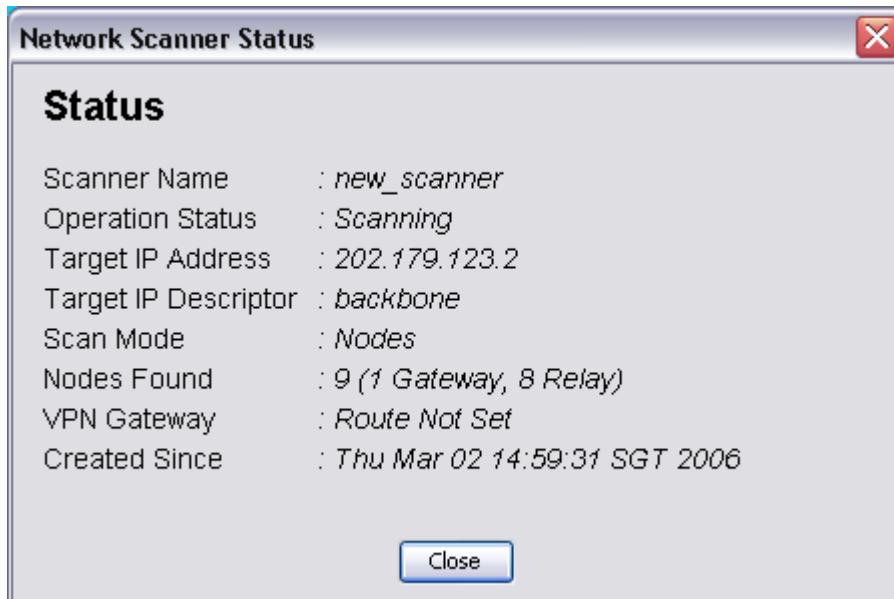 Network Scanner Status
Status
Scanner Name : new_scanner
Operation Status : Scanning
Target IP Address : 202.179.123.2
Target IP Descriptor : backbone
Scan Mode : Nodes
Nodes Found : 9 (1 Gateway, 8 Relay)
VPN Gateway : Route Not Set
Created Since : Thu Mar 02 14:59:31 SGT 2006
Close